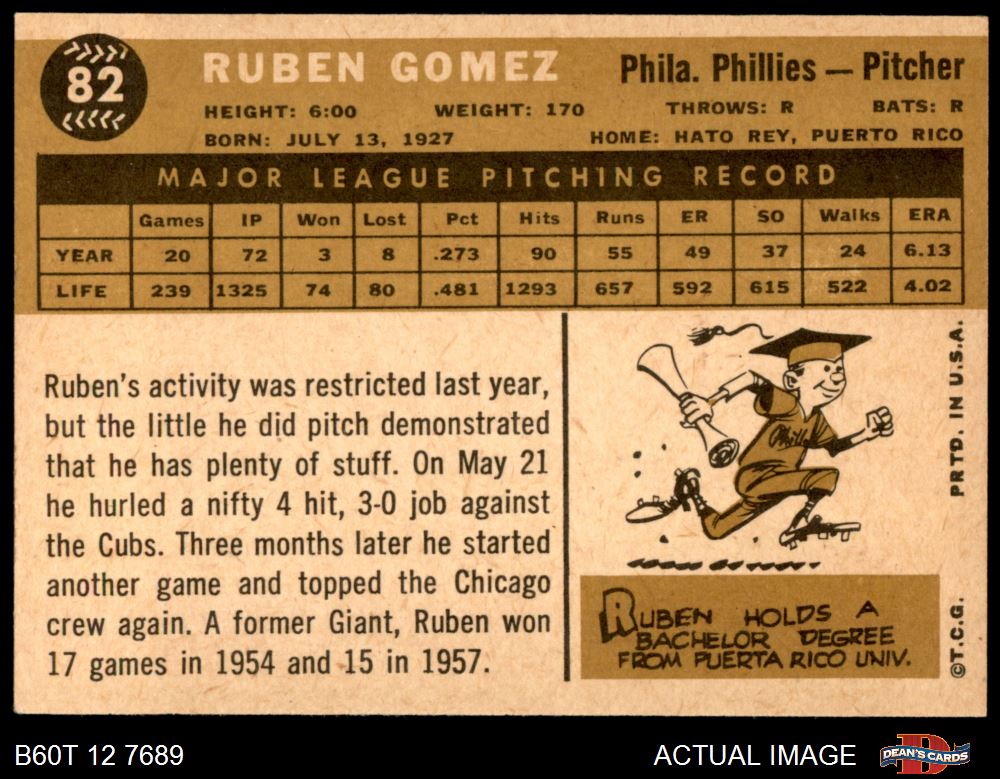 82
RUBEN GOMEZ
Phila. Phillies — Pitcher
HEIGHT: 6:00 WEIGHT: 170 THROWS: R BATS: R
BORN: JULY 13, 1927 HOME: HATO REY, PUERTO RICO
MAJOR LEAGUE PITCHING RECORD
Games IP Won Lost Pct Hits Runs ER SO Walks ERA
YEAR 20 72 3 8 .273 90 55 49 37 24 6.13
LIFE 239 1325 74 80 .481 1293 657 592 615 522 4.02
Ruben's activity was restricted last year,
but the little he did pitch demonstrated
that he has plenty of stuff. On May 21
he hurled a nifty 4 hit, 3-0 job against
the Cubs. Three months later he started
another game and topped the Chicago
crew again. A former Giant, Ruben won
17 games in 1954 and 15 in 1957.
Phills
RUBEN HOLDS A
BACHELOR DEGREE
FROM PUERTA RICO UNIV.
PRTD. IN U.S.A.
©T.C.G.
B60T 12 7689
ACTUAL IMAGE
D
DEAN'S CARDS